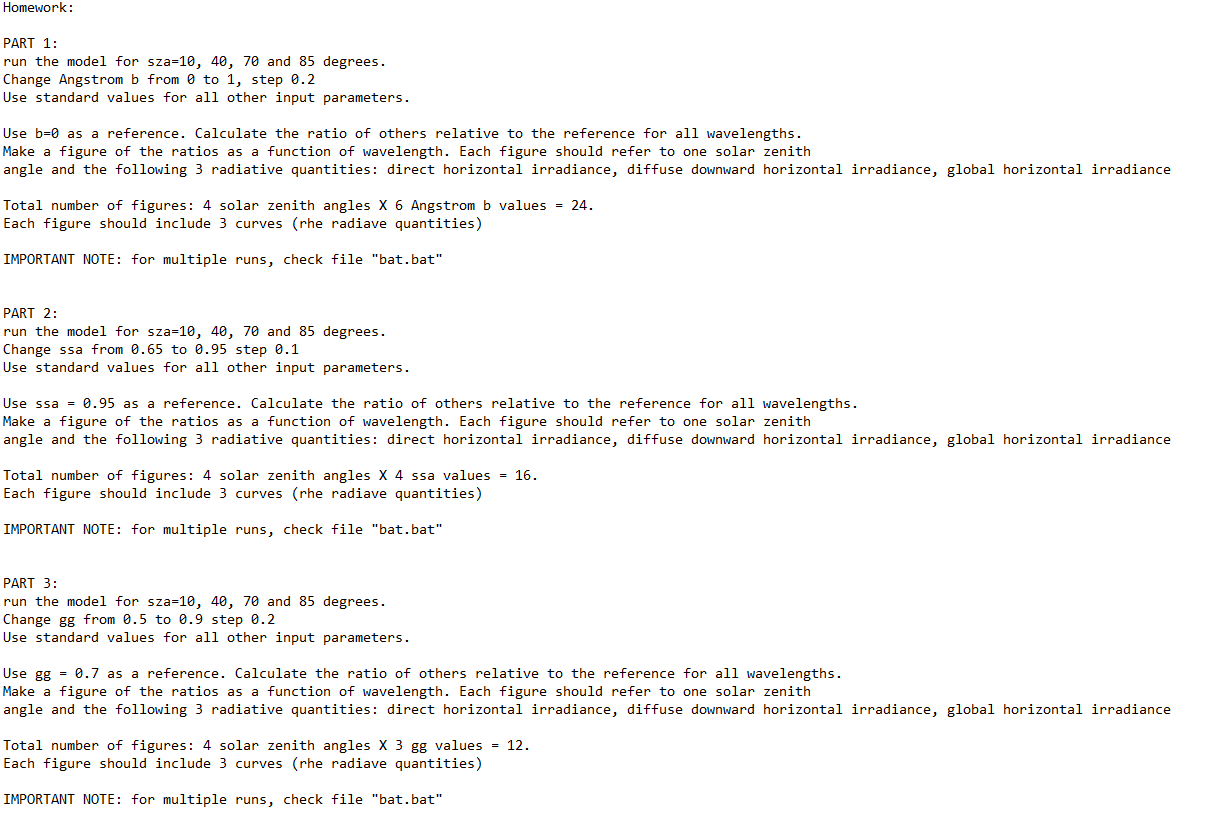 Homework:
PART 1:
run the model for sza=10, 40, 70 and 85 degrees.
Change Angstrom b from 0 to 1, step 0.2
Use standard values for all other input parameters.
Use b=0 as a reference. Calculate the ratio of others relative to the reference for all wavelengths.
Make a figure of the ratios as a function of wavelength. Each figure should refer to one solar zenith
angle and the following 3 radiative quantities: direct horizontal irradiance, diffuse downward horizontal irradiance, global horizontal irradiance
Total number of figures: 4 solar zenith angles X 6 Angstrom b values = 24.
Each figure should include 3 curves (rhe radiave quantities)
IMPORTANT NOTE: for multiple runs, check file "bat.bat"
PART 2:
run the model for sza=10, 40, 70 and 85 degrees.
Change ssa from 0.65 to 0.95 step 0.1
Use standard values for all other input parameters.
Use ssa = 0.95 as a reference. Calculate the ratio of others relative to the reference for all wavelengths.
Make a figure of the ratios as a function of wavelength. Each figure should refer to one solar zenith
angle and the following 3 radiative quantities: direct horizontal irradiance, diffuse downward horizontal irradiance, global horizontal irradiance
Total number of figures: 4 solar zenith angles X 4 ssa values = 16.
Each figure should include 3 curves (rhe radiave quantities)
IMPORTANT NOTE: for multiple runs, check file "bat.bat"
PART 3:
run the model for sza=10, 40, 70 and 85 degrees.
Change gg from 0.5 to 0.9 step 0.2
Use standard values for all other input parameters.
Use gg = 0.7 as a reference. Calculate the ratio of others relative to the reference for all wavelengths.
Make a figure of the ratios as a function of wavelength. Each figure should refer to one solar zenith
angle and the following 3 radiative quantities: direct horizontal irradiance, diffuse downward horizontal irradiance, global horizontal irradiance
Total number of figures: 4 solar zenith angles X 3 gg values = 12.
Each figure should include 3 curves (rhe radiave quantities)
IMPORTANT NOTE: for multiple runs, check file "bat.bat"